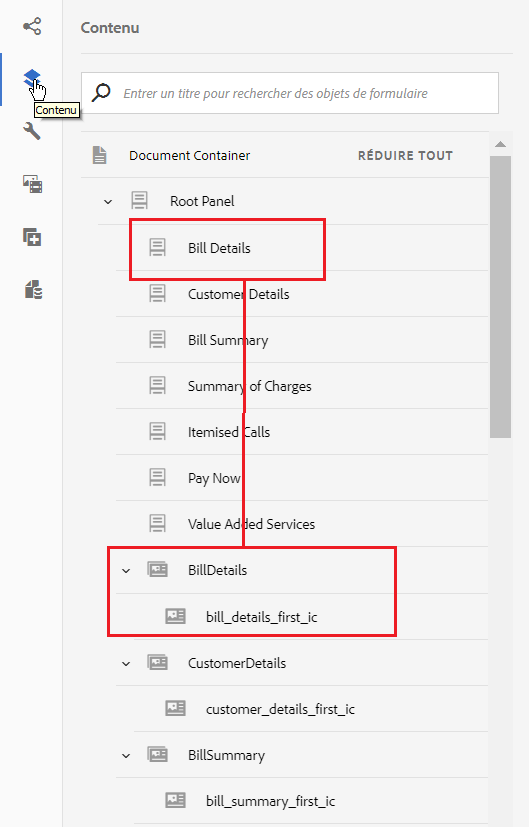 Contenu
Entrer un titre pour rechercher des objets de formulaire
Contenu
Document Container RÉDUIRE TOUT
Root Panel
Bill Details
Customer Details
Bill Summary
Summary of Charges
Itemised Calls
Pay Now
Value Added Services
BillDetails
bill_details_first_ic
CustomerDetails
customer_details_first_ic
BillSummary
bill_summary_first_ic